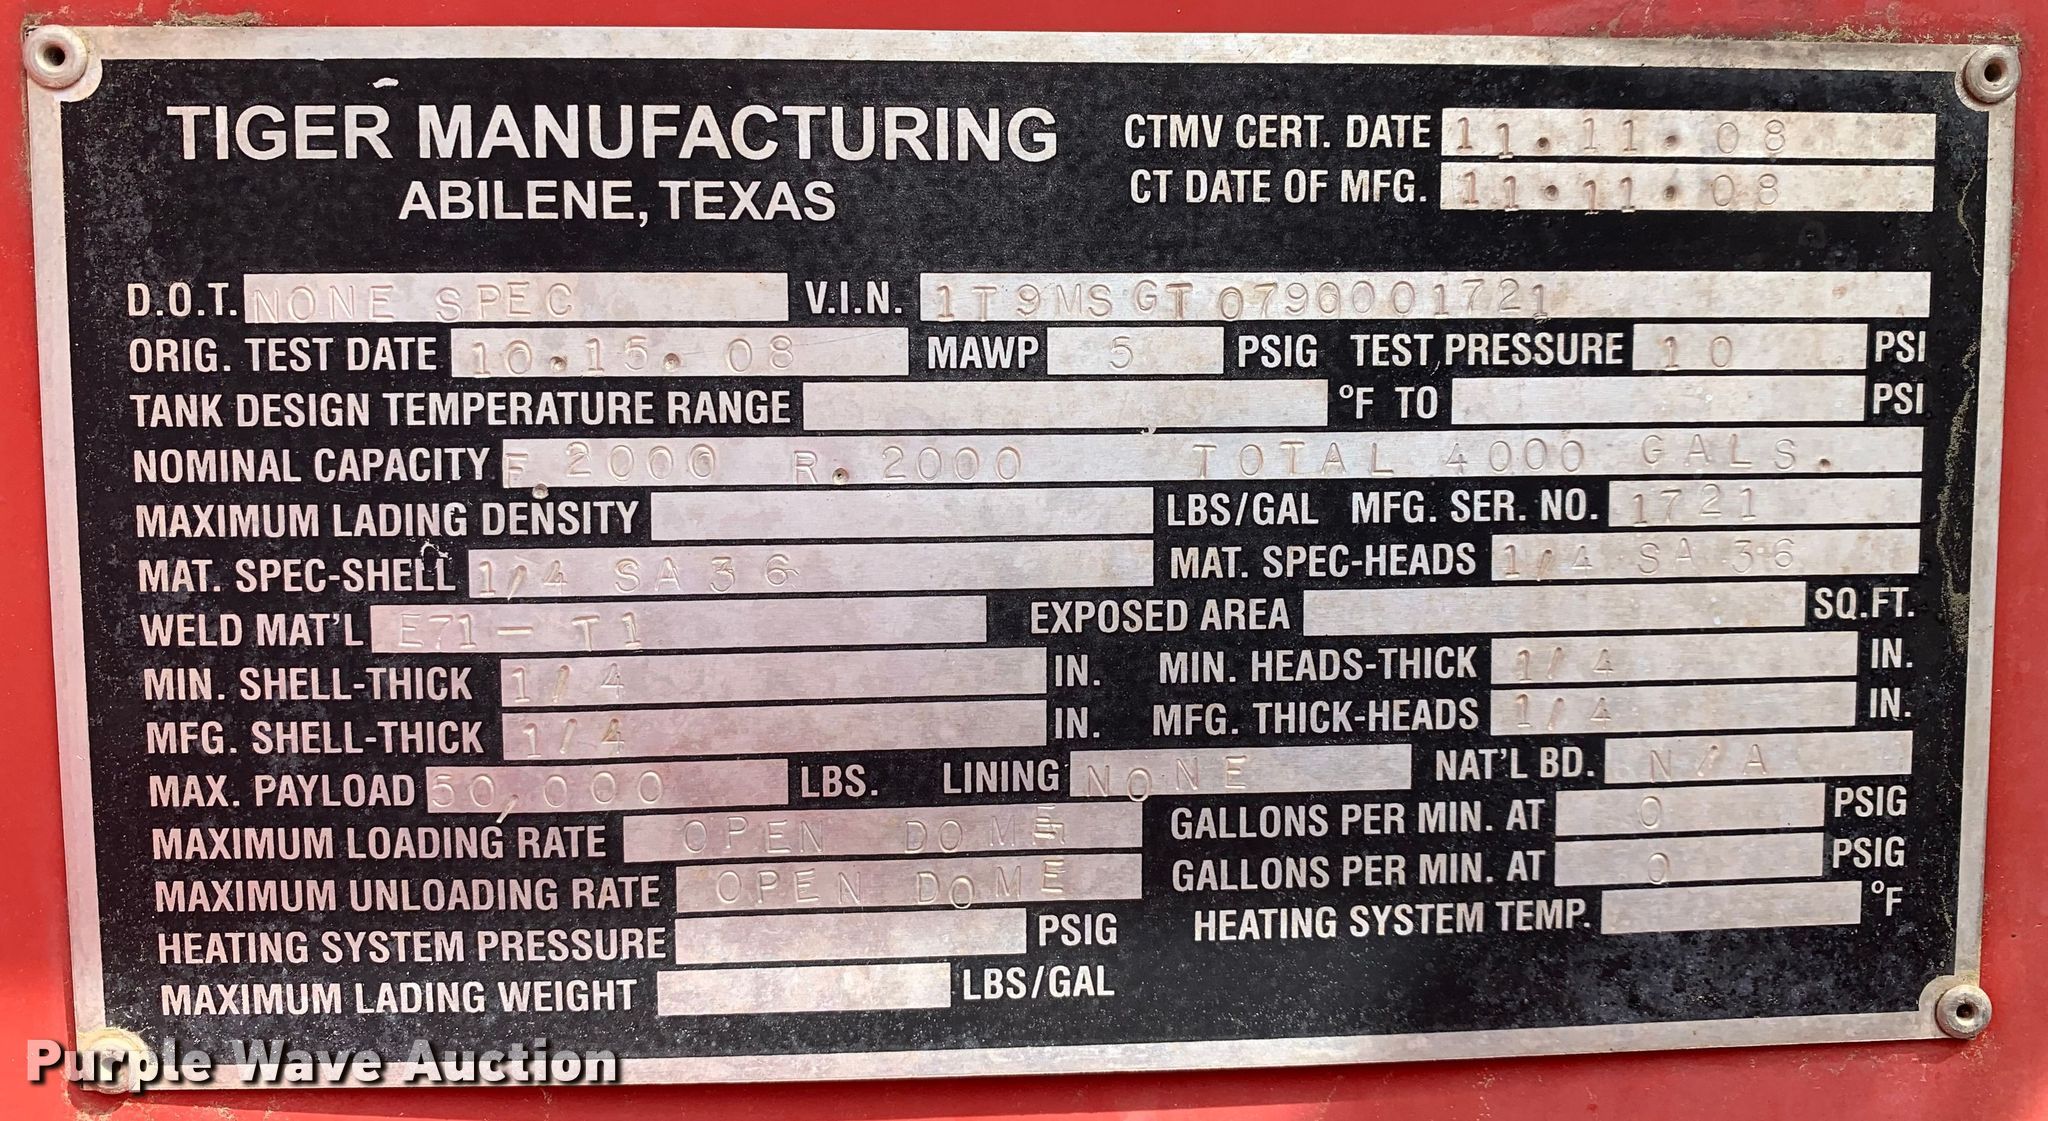 TIGER MANUFACTURING
ABILENE, TEXAS
CTMV CERT. DATE 11.11.08
CT DATE OF MFG. 11.11.08
D.O.T. NONE SPEC V.I.N. 1T9MSGT0790001721
ORIG. TEST DATE 10.15.08 MAWP 5 PSIG TEST PRESSURE 10 PSI
TANK DESIGN TEMPERATURE RANGE °F TO PSI
NOMINAL CAPACITY F.2000 R.2000 TOTAL 4000 GALS.
MAXIMUM LADING DENSITY LBS/GAL MFG. SER. NO. 1721
MAT. SPEC-SHELL 1/4 SA36 MAT. SPEC-HEADS 1/4 SA36
WELD MAT'L E71-T1 EXPOSED AREA SQ.FT.
MIN. SHELL-THICK 1/4 IN. MIN. HEADS-THICK 1/4 IN.
MFG. SHELL-THICK 1/4 IN. MFG. THICK-HEADS 1/4 IN.
MAX. PAYLOAD 50,000 LBS. LINING NONE NAT'L BD. N/A
MAXIMUM LOADING RATE OPEN DOME GALLONS PER MIN. AT 0 PSIG
MAXIMUM UNLOADING RATE OPEN DOME GALLONS PER MIN. AT 0 PSIG
HEATING SYSTEM PRESSURE PSIG HEATING SYSTEM TEMP. °F
MAXIMUM LADING WEIGHT LBS/GAL
Purple Wave Auction